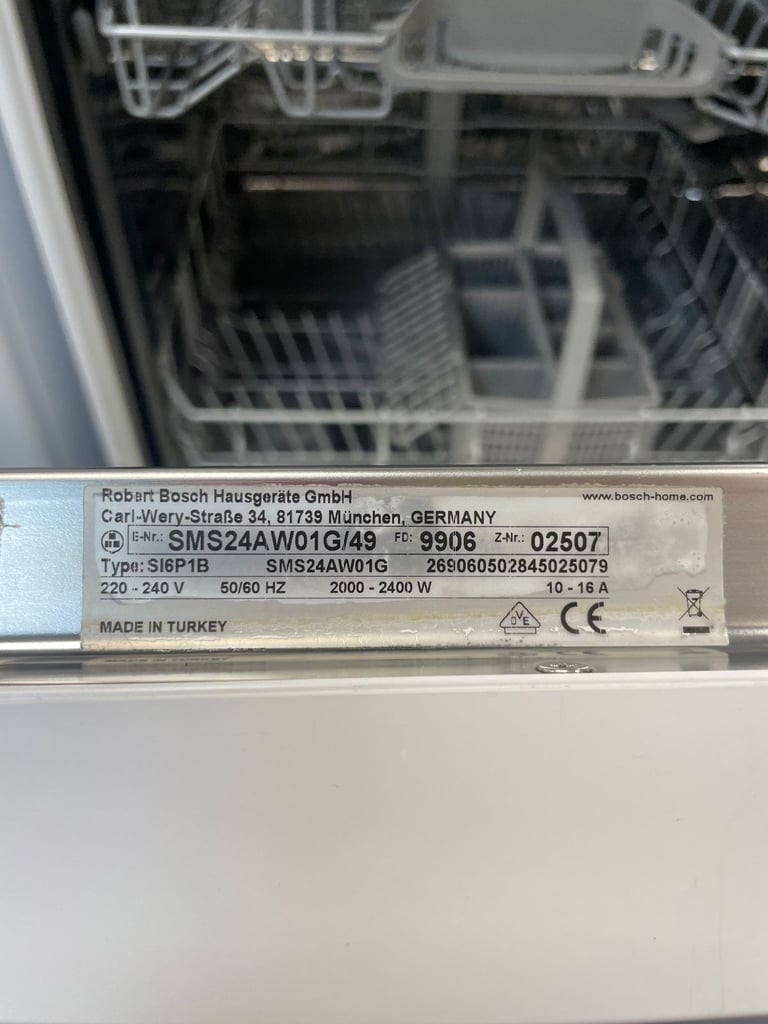 Robert Bosch Hausgeräte GmbH
www.bosch-home.com
Carl-Wery-Straße 34, 81739 München, GERMANY
E-Nr.: SMS24AW01G/49 FD: 9906 Z-Nr.: 02507
Type: SI6P1B SMS24AW01G 269060502845025079
220 - 240 V 50/60 HZ 2000 - 2400 W 10 - 16 A
MADE IN TURKEY
DVE CE